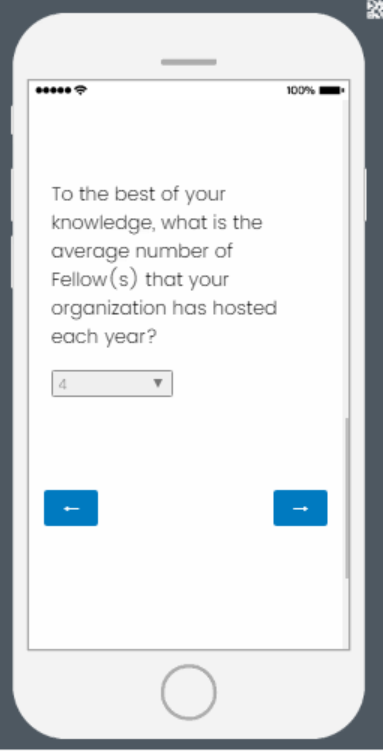 100%
To the best of your
knowledge, what is the
average number of
Fellow(s) that your
organization has hosted
each year?
4
←
→